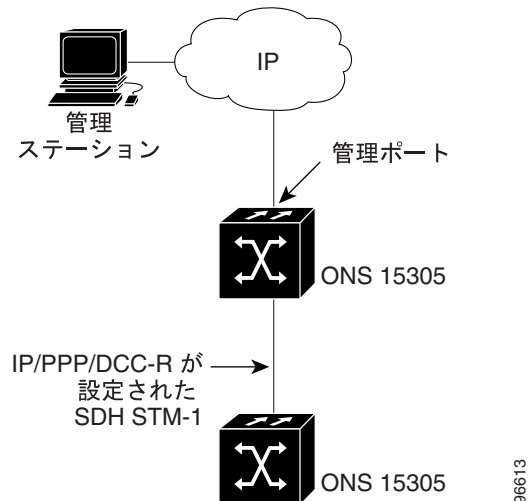 IP
管理
ステーション
管理ポート
ONS 15305
IP/PPP/DCC-R が
設定された
SDH STM-1
ONS 15305
96613